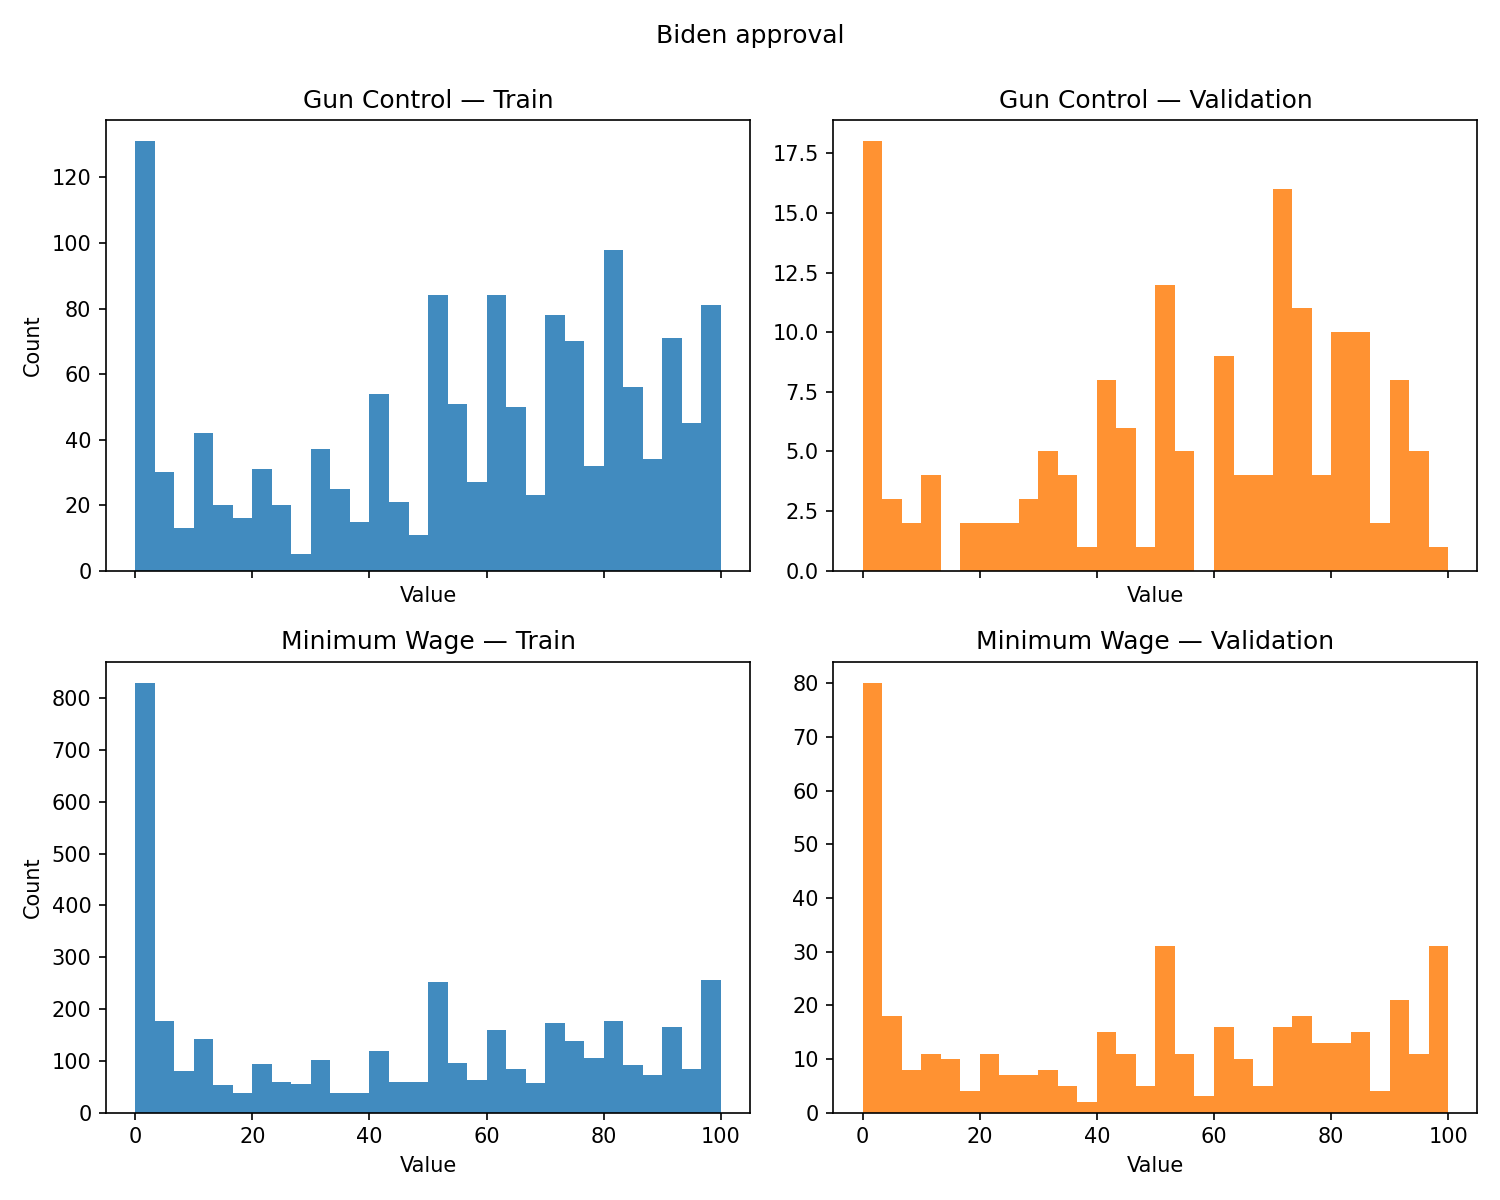 Biden approval
Gun Control — Train
Gun Control — Validation
120
100
80
60
40
20
0
Count
Value
17.5
15.0
12.5
10.0
7.5
5.0
2.5
0.0
Value
Minimum Wage — Train
Minimum Wage — Validation
800
700
600
500
400
300
200
100
0
Count
0 20 40 60 80 100
Value
80
70
60
50
40
30
20
10
0
0 20 40 60 80 100
Value